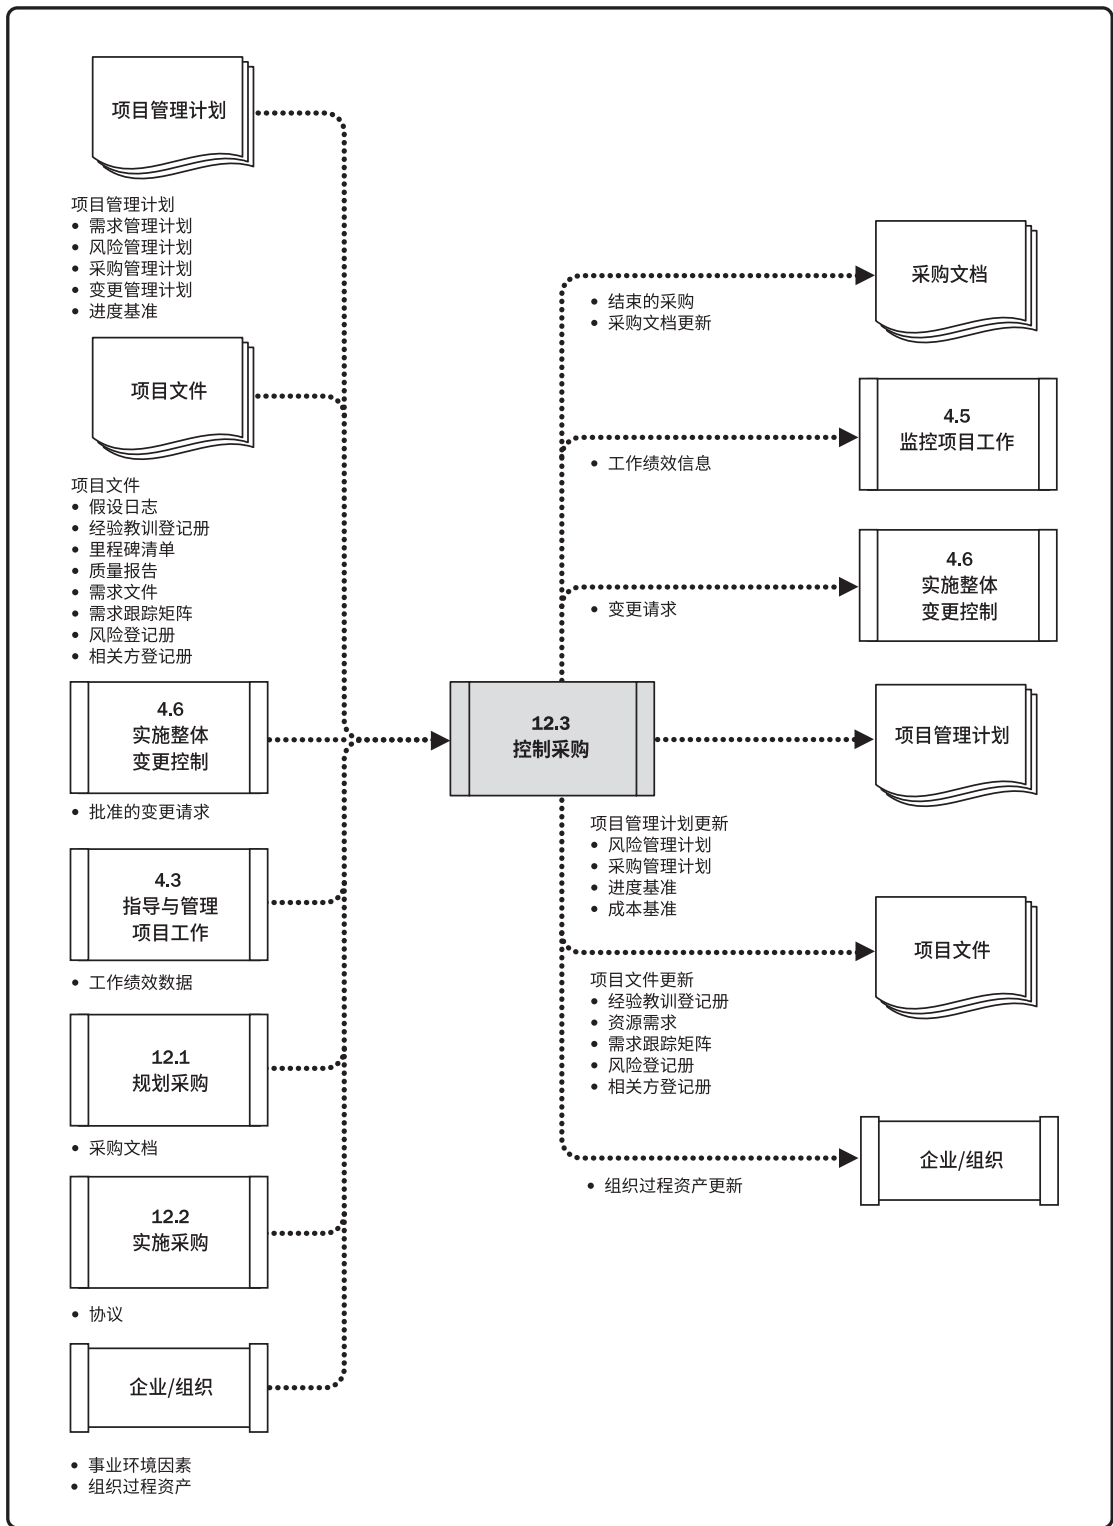 项目管理计划
项目管理计划
• 需求管理计划
• 风险管理计划
• 采购管理计划
• 变更管理计划
• 进度基准
项目文件
项目文件
• 假设日志
• 经验教训登记册
• 里程碑清单
• 质量报告
• 需求文件
• 需求跟踪矩阵
• 风险登记册
• 相关方登记册
4.6
实施整体
变更控制
• 批准的变更请求
4.3
指导与管理
项目工作
• 工作绩效数据
12.1
规划采购
• 采购文档
12.2
实施采购
• 协议
企业/组织
• 事业环境因素
• 组织过程资产
12.3
控制采购
采购文档
• 结束的采购
• 采购文档更新
4.5
监控项目工作
• 工作绩效信息
4.6
实施整体
变更控制
• 变更请求
项目管理计划
项目管理计划更新
• 风险管理计划
• 采购管理计划
• 进度基准
• 成本基准
项目文件
项目文件更新
• 经验教训登记册
• 资源需求
• 需求跟踪矩阵
• 风险登记册
• 相关方登记册
企业/组织
• 组织过程资产更新